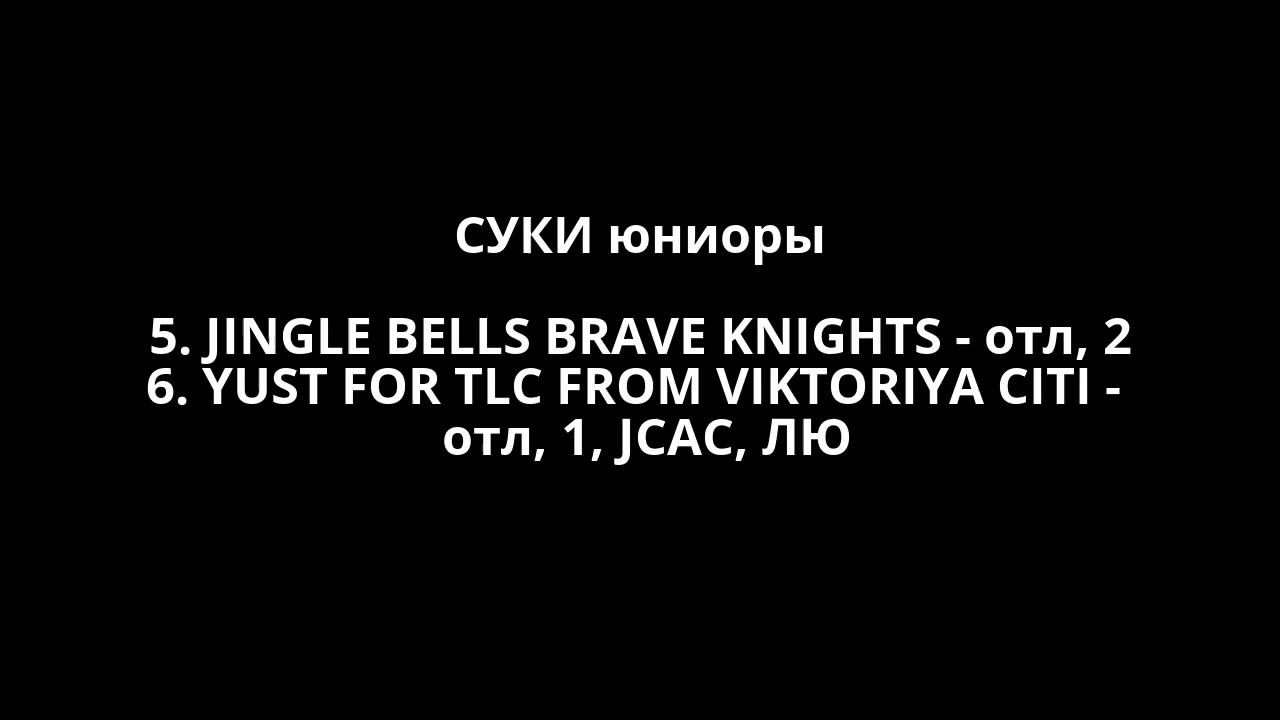 СУКИ юниоры
5. JINGLE BELLS BRAVE KNIGHTS - отл, 2
6. YUST FOR TLC FROM VIKTORIYA CITI -
отл, 1, JCAC, ЛЮ